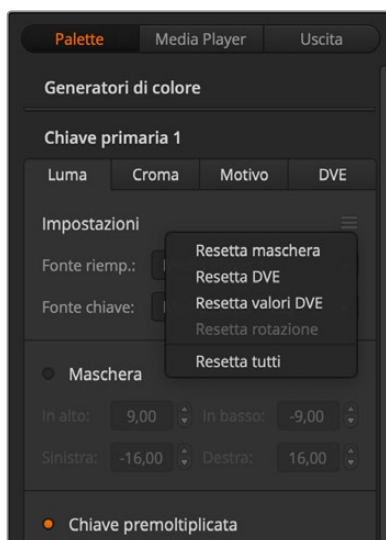 Palette Media Player Uscita
Generatori di colore
Chiave primaria 1
Luma Croma Motivo DVE
Impostazioni
Resetta maschera
Fonte riemp.:
Resetta DVE
Resetta valori DVE
Fonte chiave:
Resetta rotazione
Resetta tutti
Maschera
In alto: 9,00 In basso: -9,00
Sinistra: -16,00 Destra: 16,00
Chiave premoltiplicata